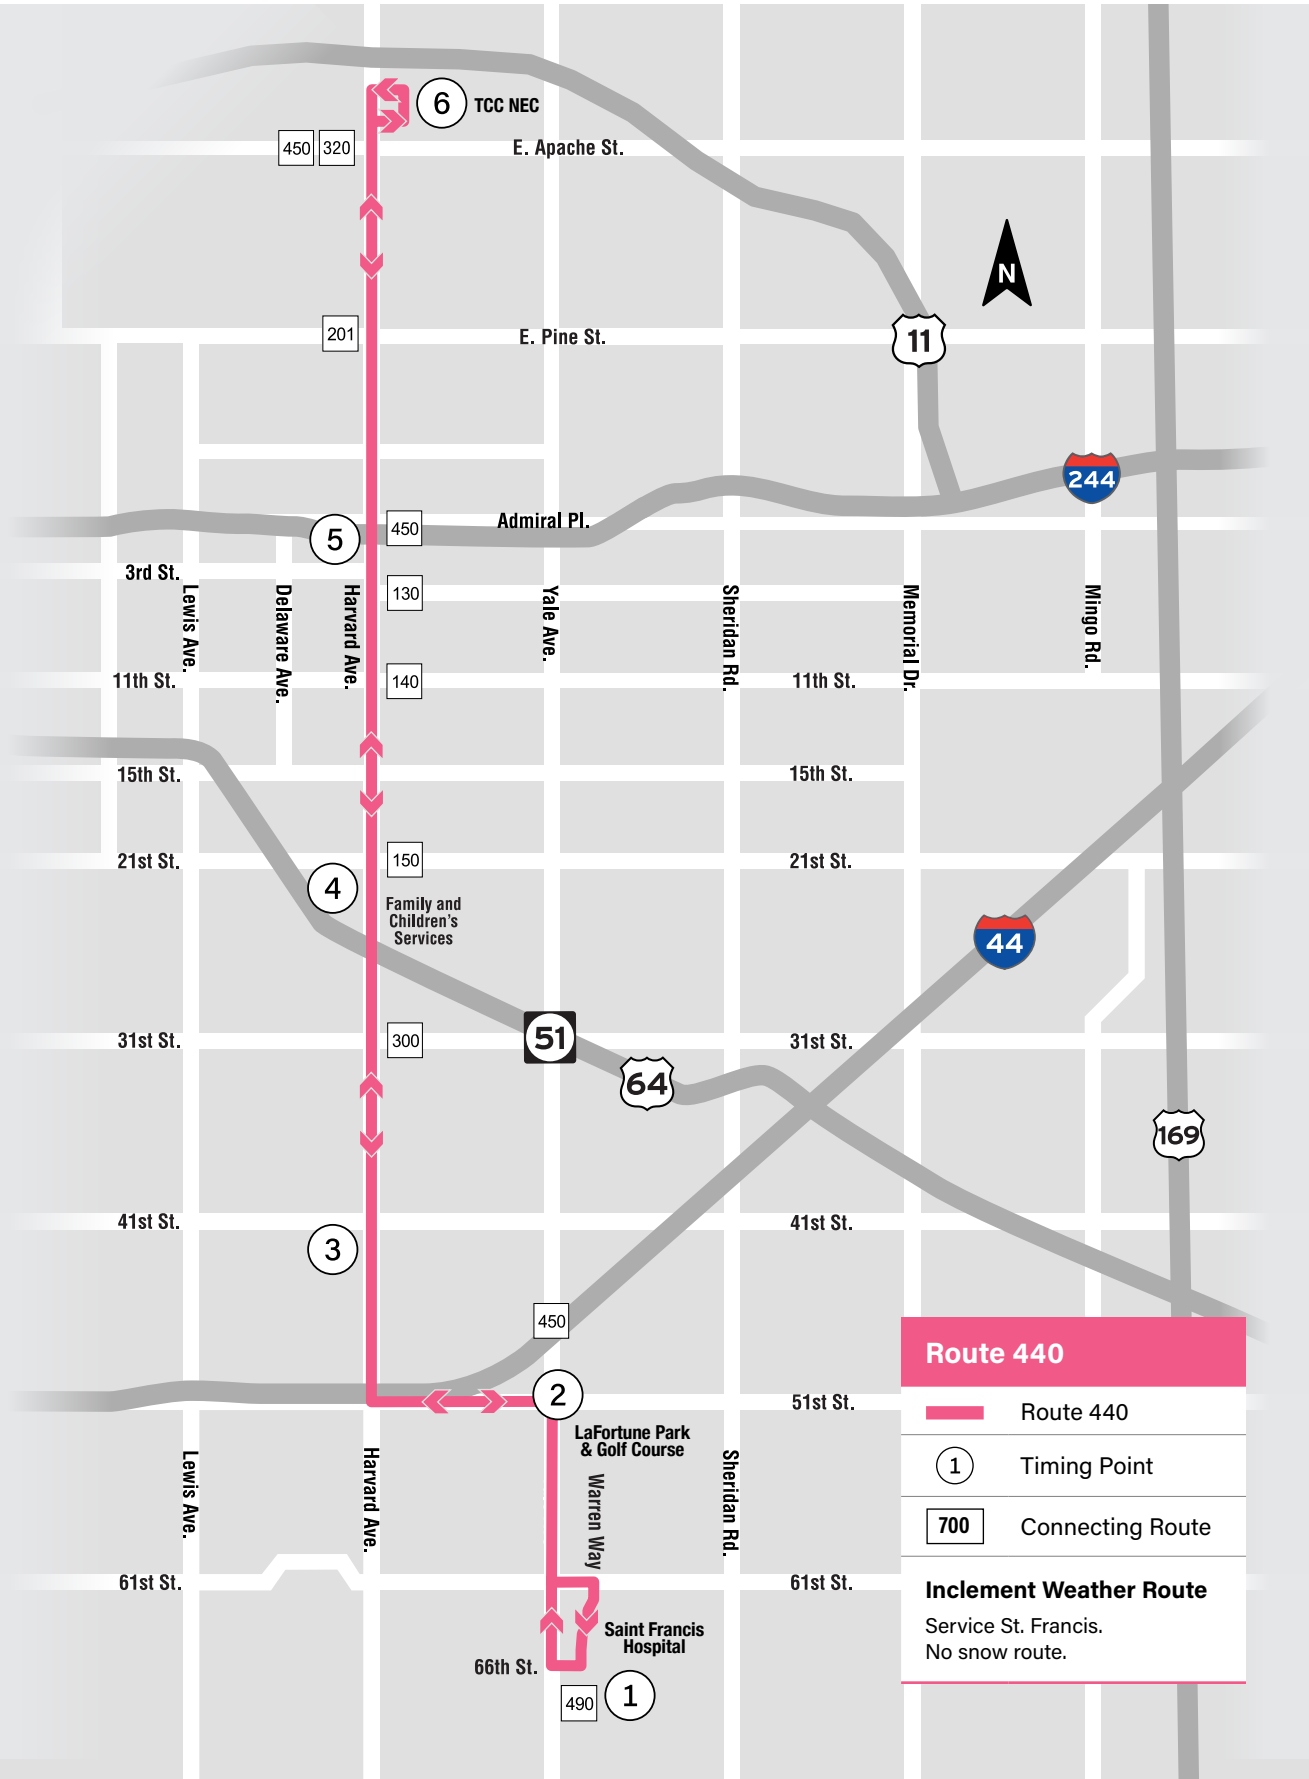 6
TCC NEC
450
320
E. Apache St.
N
201
E. Pine St.
11
244
5
450
Admiral Pl.
3rd St.
130
Lewis Ave.
Delaware Ave.
Harvard Ave.
Yale Ave.
Sheridan Rd.
Memorial Dr.
Mingo Rd.
11th St.
140
11th St.
15th St.
15th St.
21st St.
150
21st St.
4
Family and
Children's
Services
44
31st St.
300
51
31st St.
64
169
41st St.
41st St.
3
450
2
51st St.
LaFortune Park
& Golf Course
Lewis Ave.
Harvard Ave.
Warren Way
Sheridan Rd.
61st St.
61st St.
Saint Francis
Hospital
66th St.
490
1
Route 440
Route 440
1
Timing Point
700
Connecting Route
Inclement Weather Route
Service St. Francis.
No snow route.